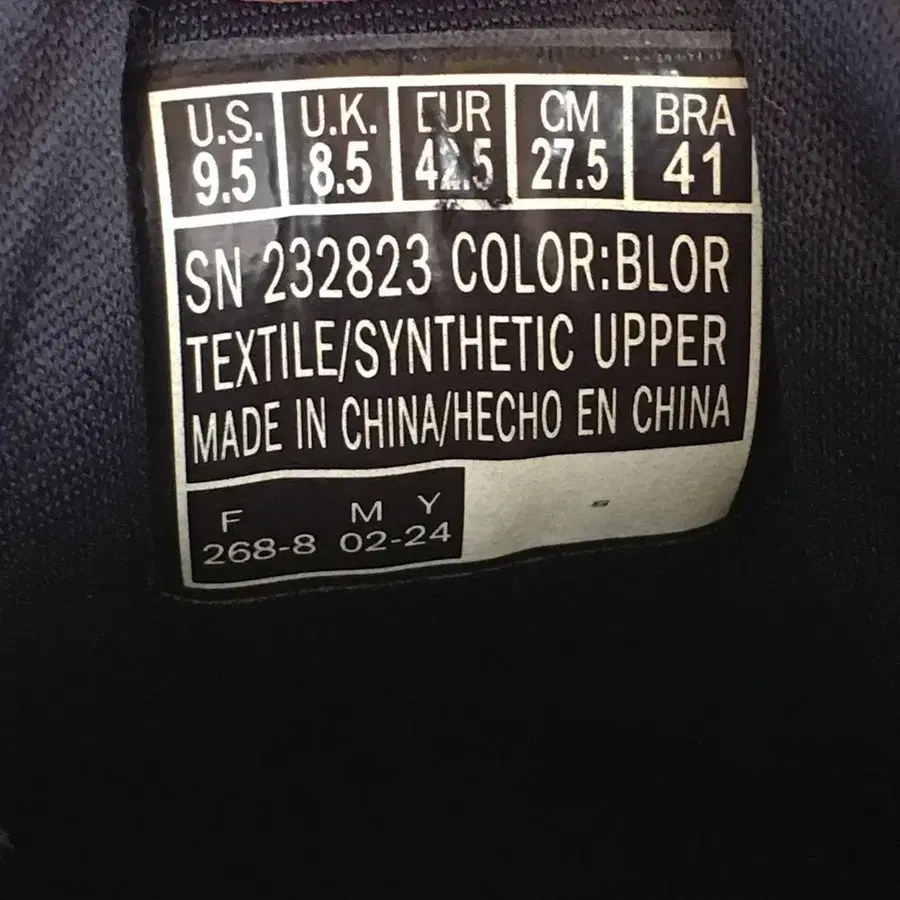 U.S. U.K. EUR CM BRA
9.5 8.5 42.5 27.5 41
SN 232823 COLOR:BLOR
TEXTILE/SYNTHETIC UPPER
MADE IN CHINA/HECHO EN CHINA
F M Y
268-8 02-24